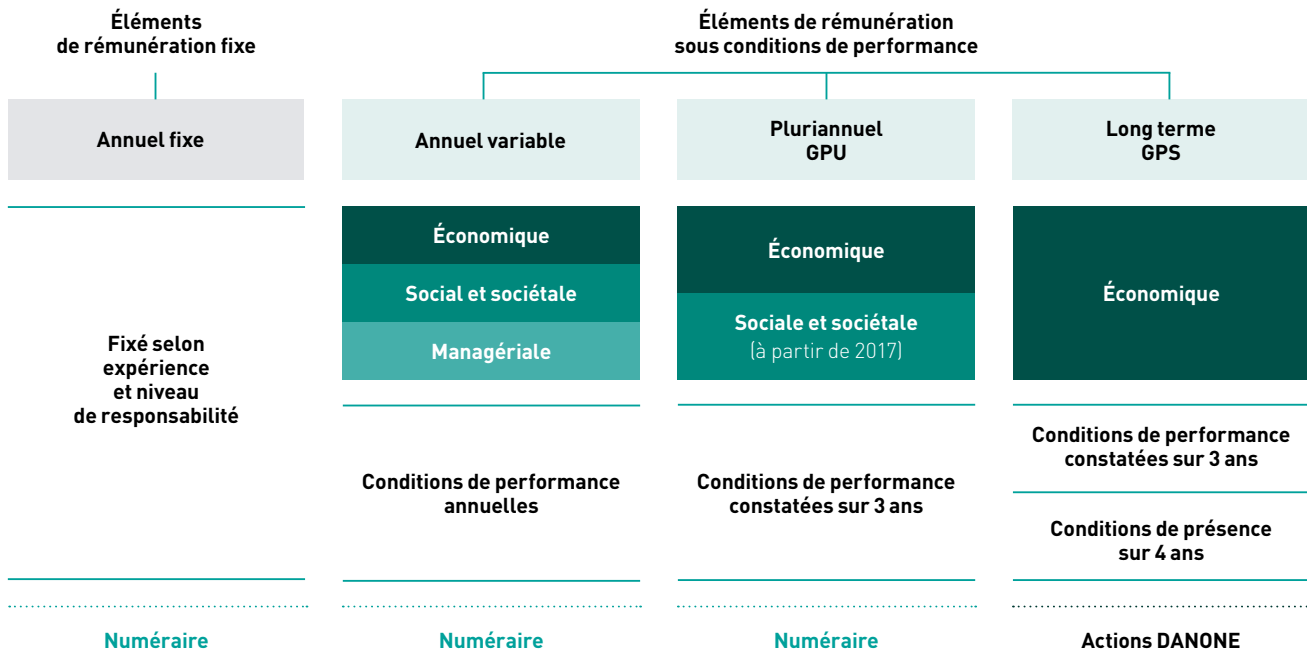 Éléments
de rémunération fixe
Éléments de rémunération
sous conditions de performance
Annuel fixe
Annuel variable
Pluriannuel
GPU
Long terme
GPS
Fixé selon
expérience
et niveau
de responsabilité
Économique
Social et sociétale
Managériale
Conditions de performance
annuelles
Économique
Sociale et sociétale
(à partir de 2017)
Conditions de performance
constatées sur 3 ans
Économique
Conditions de performance
constatées sur 3 ans
Conditions de présence
sur 4 ans
Numéraire
Numéraire
Numéraire
Actions DANONE